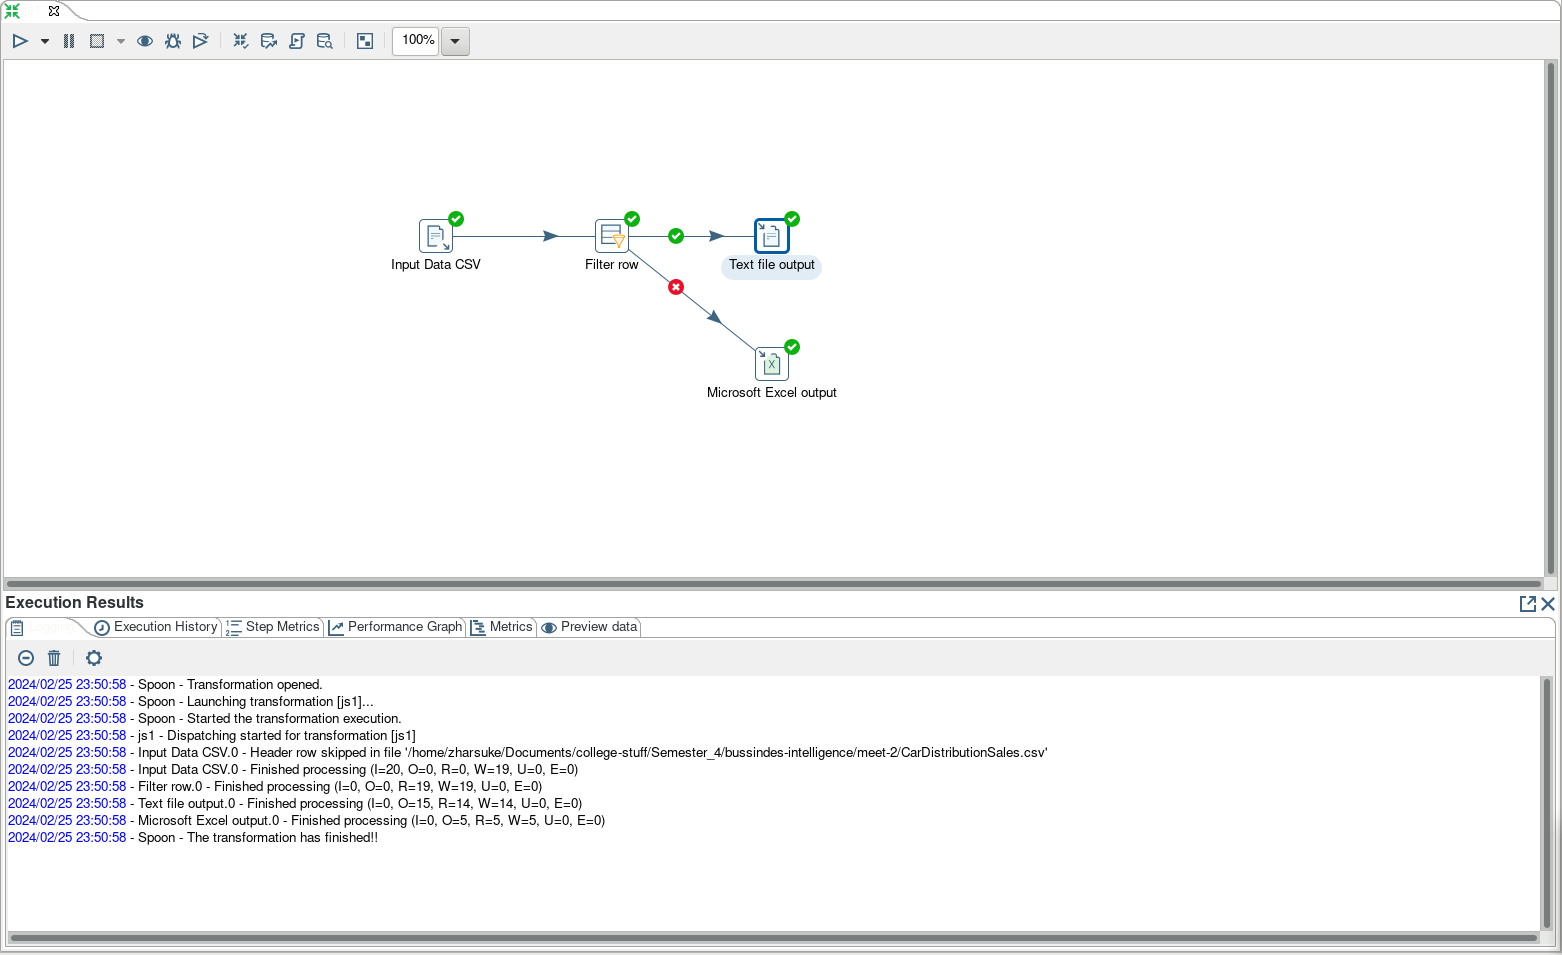 100%
Input Data CSV
Filter row
Text file output
Microsoft Excel output
Execution Results
Logging
Execution History
Step Metrics
Performance Graph
Metrics
Preview data
2024/02/25 23:50:58 - Spoon - Transformation opened.
2024/02/25 23:50:58 - Spoon - Launching transformation [js1]...
2024/02/25 23:50:58 - Spoon - Started the transformation execution.
2024/02/25 23:50:58 - js1 - Dispatching started for transformation [js1]
2024/02/25 23:50:58 - Input Data CSV.0 - Header row skipped in file '/home/zharsuke/Documents/college-stuff/Semester_4/bussindes-intelligence/meet-2/CarDistributionSales.csv'
2024/02/25 23:50:58 - Input Data CSV.0 - Finished processing (I=20, O=0, R=0, W=19, U=0, E=0)
2024/02/25 23:50:58 - Filter row.0 - Finished processing (I=0, O=0, R=19, W=19, U=0, E=0)
2024/02/25 23:50:58 - Text file output.0 - Finished processing (I=0, O=15, R=14, W=14, U=0, E=0)
2024/02/25 23:50:58 - Microsoft Excel output.0 - Finished processing (I=0, O=5, R=5, W=5, U=0, E=0)
2024/02/25 23:50:58 - Spoon - The transformation has finished!!